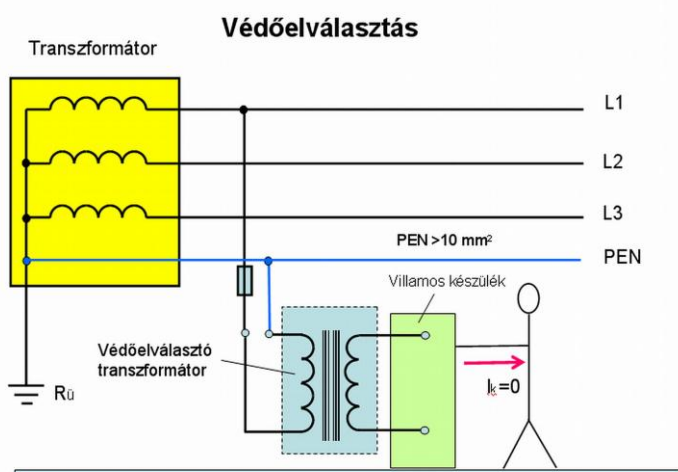 Védőelválasztás
Transzformátor
L1
L2
L3
PEN >10 mm²
PEN
Villamos készülék
Védőelválasztó
transzformátor
Rü
Ik=0